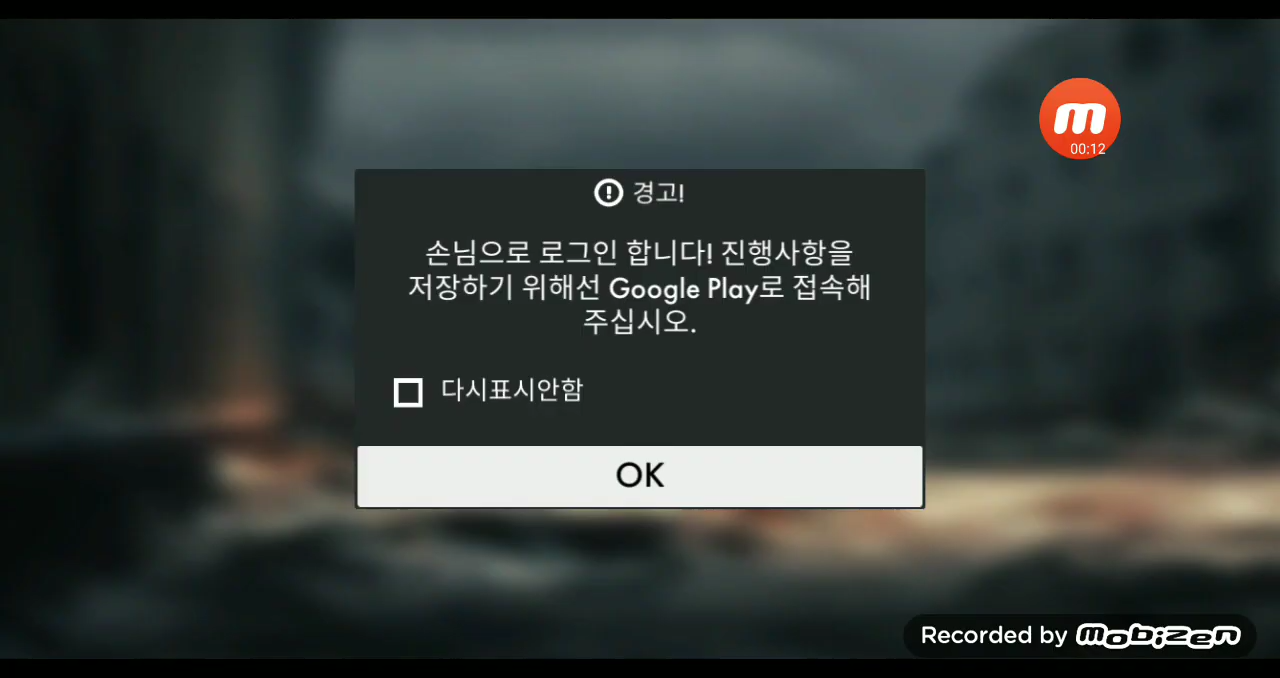 m
00:12
경고!
손님으로 로그인 합니다! 진행사항을
저장하기 위해선 Google Play로 접속해
주십시오.
다시표시안함
OK
Recorded by mobizen